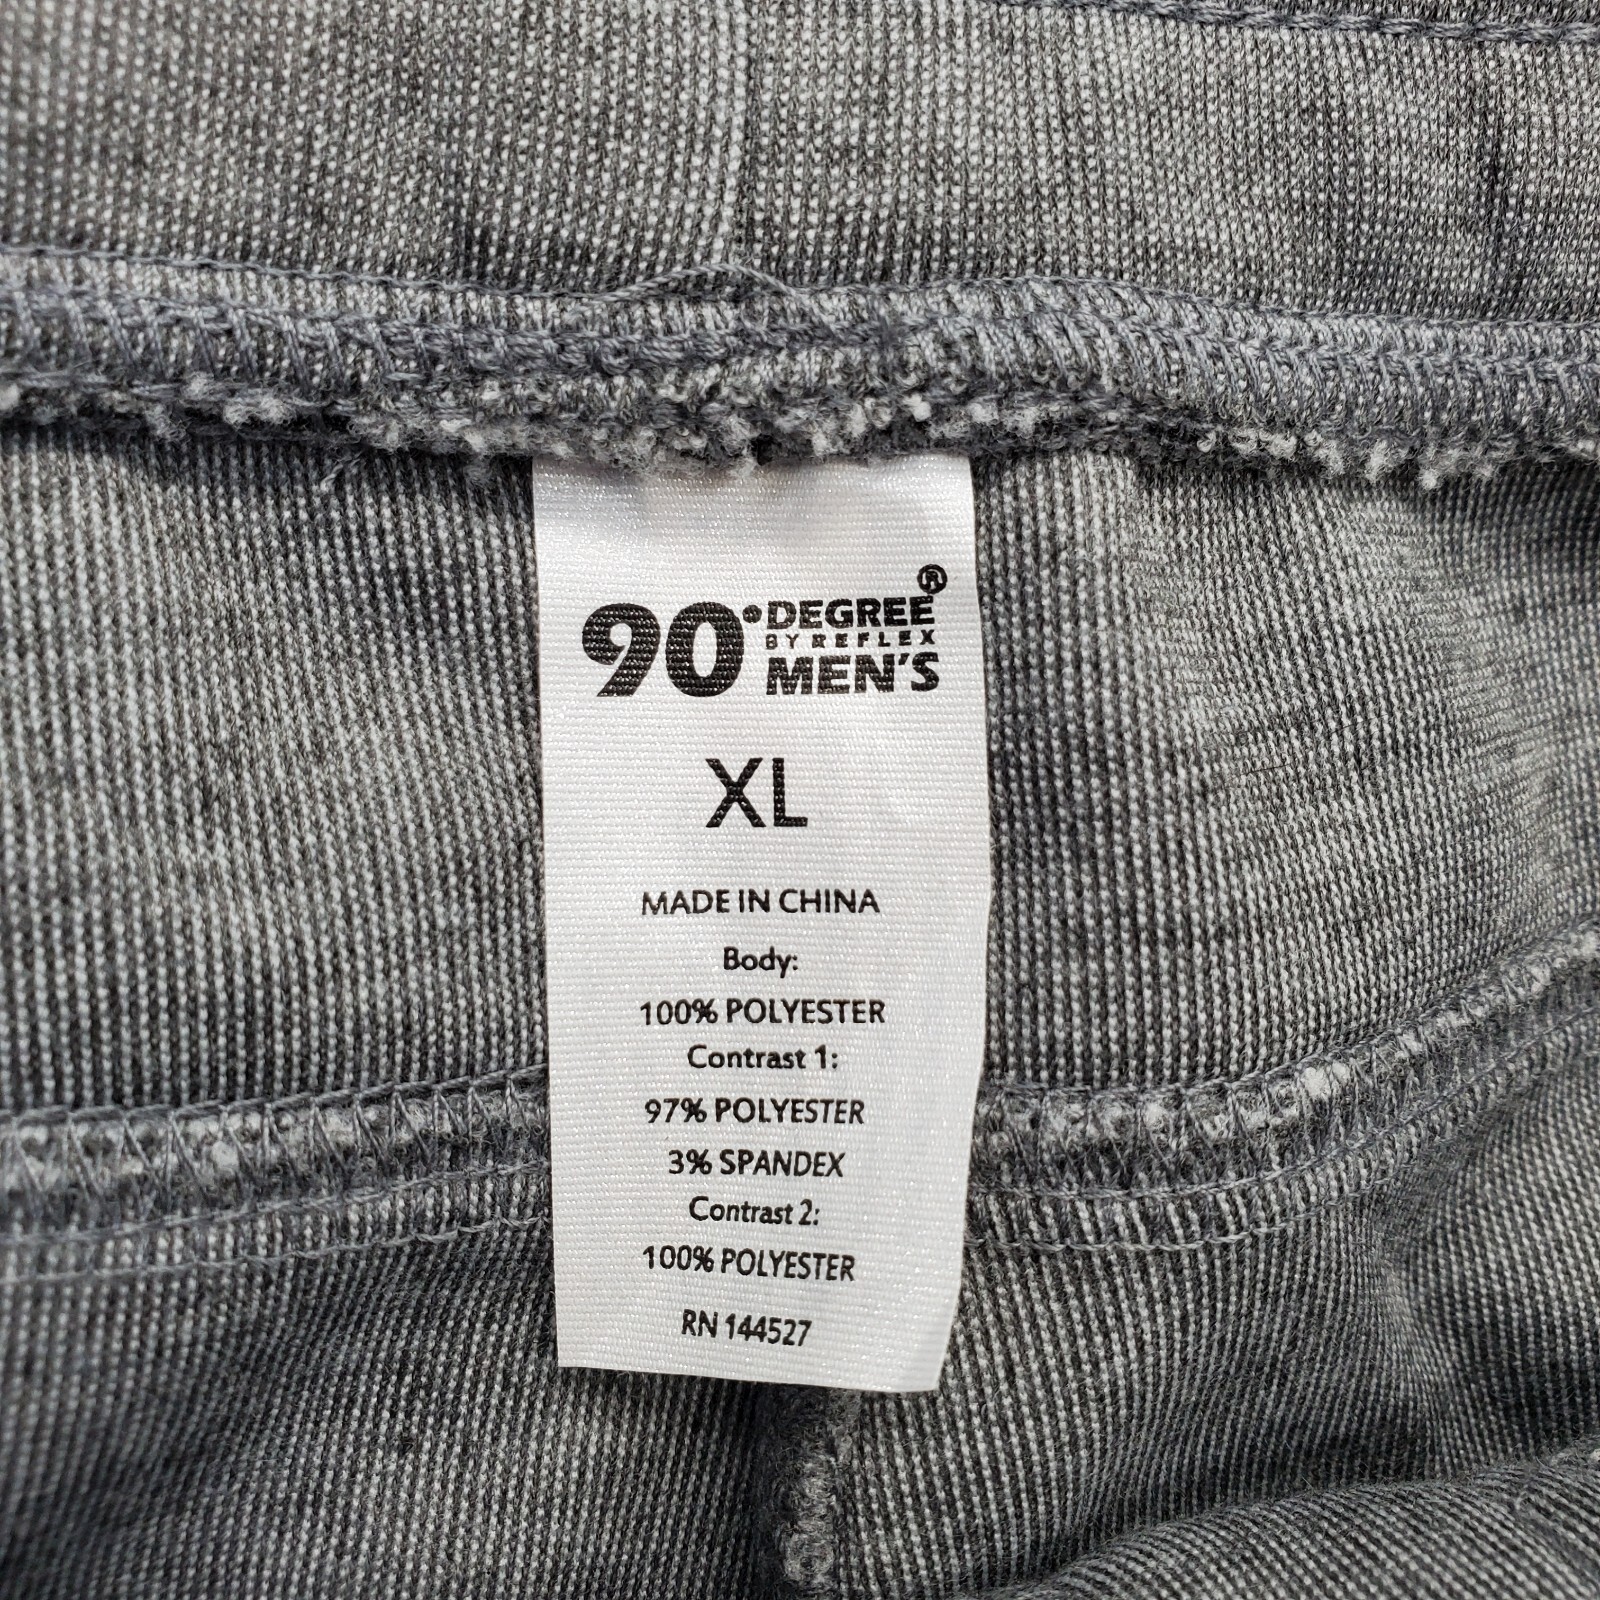 90° DEGREE®
BY REFLEX
MEN'S
XL
MADE IN CHINA
Body:
100% POLYESTER
Contrast 1:
97% POLYESTER
3% SPANDEX
Contrast 2:
100% POLYESTER
RN 144527